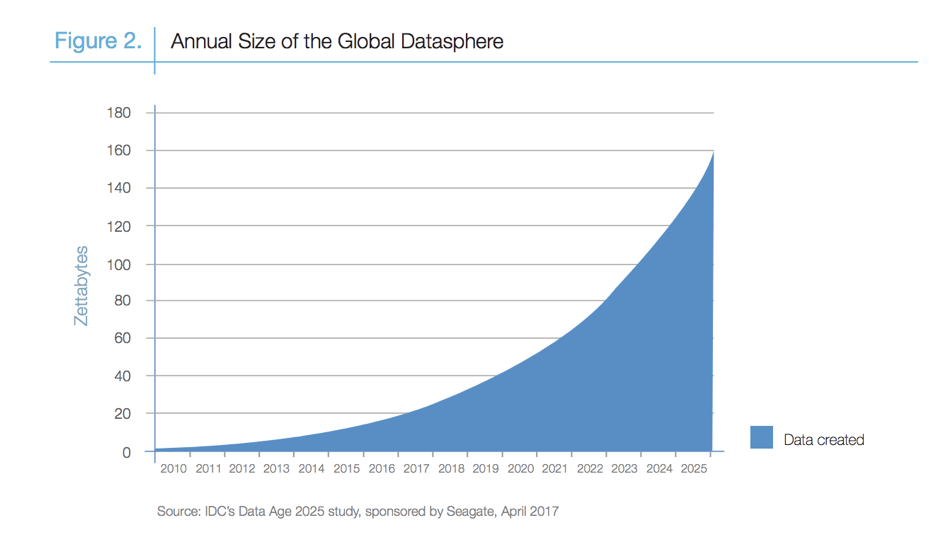 Figure 2. Annual Size of the Global Datasphere
180
160
140
120
100
80
60
40
20
0
Zettabytes
2010 2011 2012 2013 2014 2015 2016 2017 2018 2019 2020 2021 2022 2023 2024 2025
Data created
Source: IDC's Data Age 2025 study, sponsored by Seagate, April 2017